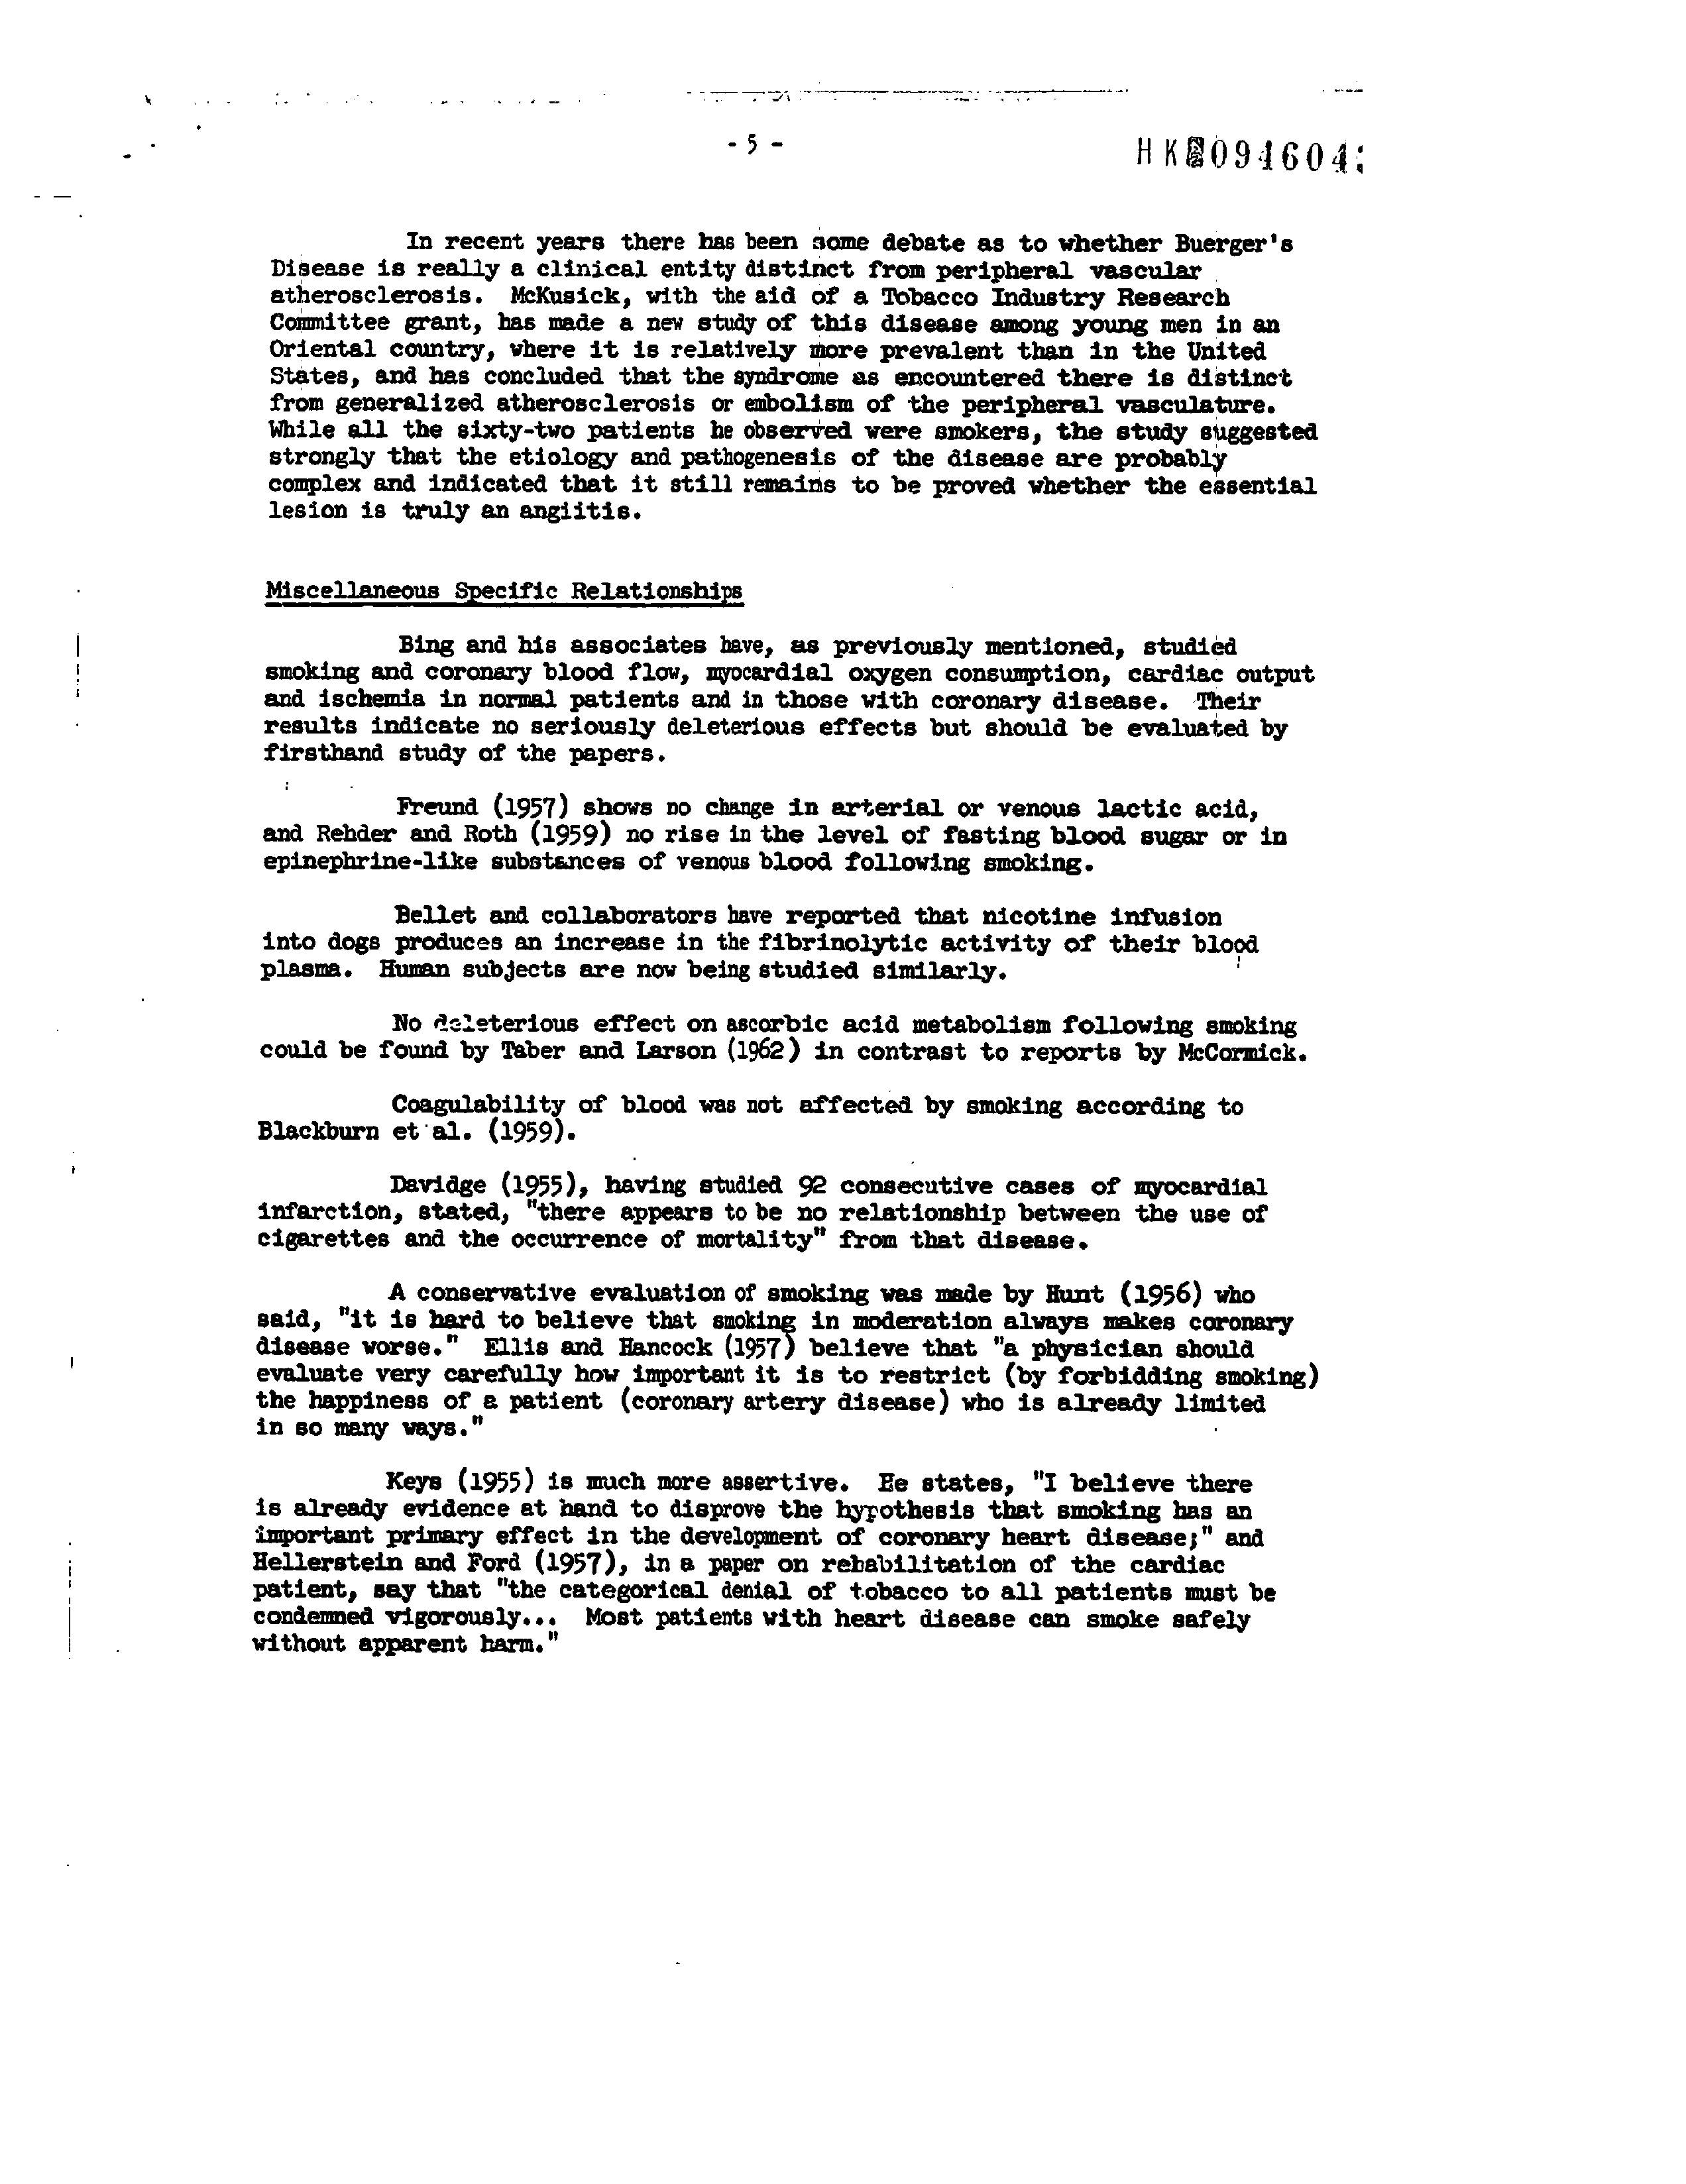 - 5 -
HK 094604
In recent years there has been some debate as to whether Buerger's
Disease is really a clinical entity distinct from peripheral vascular
atherosclerosis. McKusick, with the aid of a Tobacco Industry Research
Committee grant, has made a new study of this disease among young men in an
Oriental country, where it is relatively more prevalent than in the United
States, and has concluded that the syndrome as encountered there is distinct
from generalized atherosclerosis or embolism of the peripheral vasculature.
While all the sixty-two patients he observed were smokers, the study suggested
strongly that the etiology and pathogenesis of the disease are probably
complex and indicated that it still remains to be proved whether the essential
lesion is truly an angiitis.
Miscellaneous Specific Relationships
Bing and his associates have, as previously mentioned, studied
smoking and coronary blood flow, myocardial oxygen consumption, cardiac output
and ischemia in normal patients and in those with coronary disease. Their
results indicate no seriously deleterious effects but should be evaluated by
firsthand study of the papers.
Freund (1957) shows no change in arterial or venous lactic acid,
and Rehder and Roth (1959) no rise in the level of fasting blood sugar or in
epinephrine-like substances of venous blood following smoking.
Bellet and collaborators have reported that nicotine infusion
into dogs produces an increase in the fibrinolytic activity of their blood
plasma. Human subjects are now being studied similarly.
No deleterious effect on ascorbic acid metabolism following smoking
could be found by Taber and Larson (1962) in contrast to reports by McCormick.
Coagulability of blood was not affected by smoking according to
Blackburn et al. (1959).
Davidge (1955), having studied 92 consecutive cases of myocardial
infarction, stated, "there appears to be no relationship between the use of
cigarettes and the occurrence of mortality" from that disease.
A conservative evaluation of smoking was made by Hunt (1956) who
said, "it is hard to believe that smoking in moderation always makes coronary
disease worse." Ellis and Hancock (1957) believe that "a physician should
evaluate very carefully how important it is to restrict (by forbidding smoking)
the happiness of a patient (coronary artery disease) who is already limited
in so many ways."
Keys (1955) is much more assertive. He states, "I believe there
is already evidence at hand to disprove the hypothesis that smoking has an
important primary effect in the development of coronary heart disease;" and
Hellerstein and Ford (1957), in a paper on rehabilitation of the cardiac
patient, say that "the categorical denial of tobacco to all patients must be
condemned vigorously... Most patients with heart disease can smoke safely
without apparent harm."